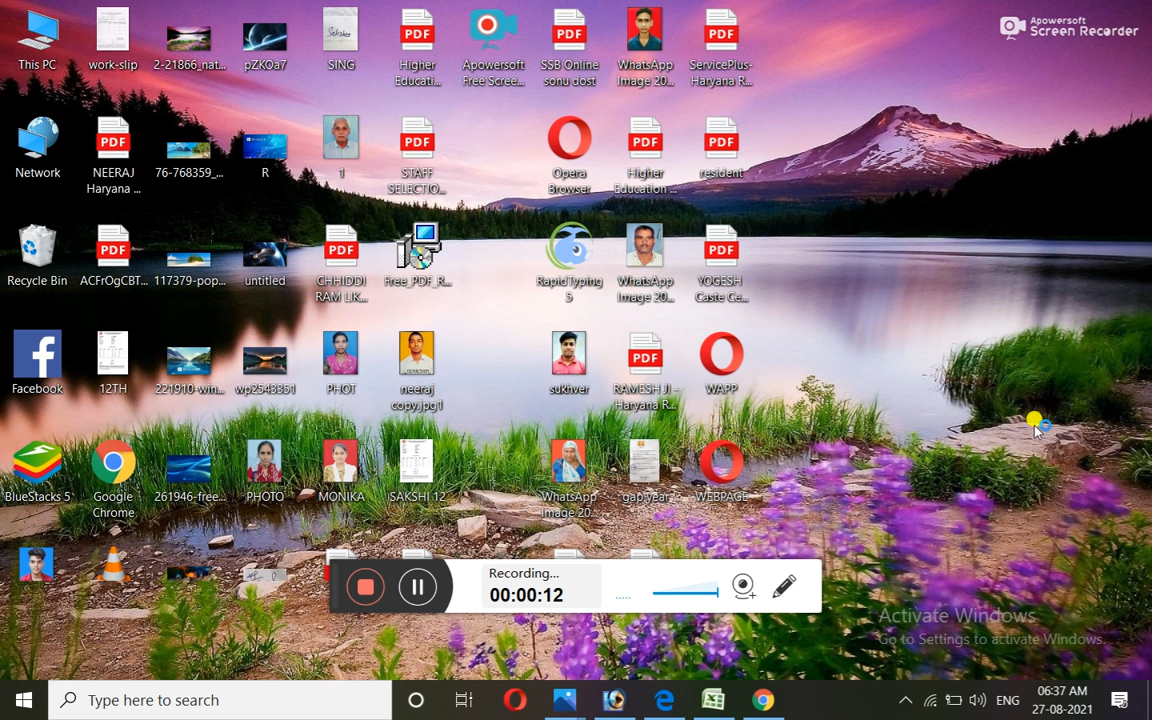 Apowersoft
Screen Recorder
This PC
work-slip
2-21866_nat...
pZKOa7
SING
Higher
Educati...
Apowersoft
Free Scree...
SSB Online
sonu dost
WhatsApp
Image 20...
ServicePlus-
Haryana R...
Network
NEERAJ
Haryana ...
76-768359_...
R
1
STAFF
SELECTIO...
Opera
Browser
Higher
Education ...
resident
Recycle Bin
ACFrOgCBT...
117379-pop...
untitled
CHHIDDI
RAM LIK...
Free_PDF_R...
RapidTyping
5
WhatsApp
Image 20...
YOGESH
Caste Ce...
Facebook
12TH
221910-win...
wp2543351
PHOT
neeraj
copy.jpg1
sukhver
RAMESH JI -
Haryana R...
WAPP
BlueStacks 5
Google
Chrome
261946-free...
PHOTO
MONIKA
SAKSHI 12
WhatsApp
Image 20...
gap year
WEBPAGE
PDF
PDF
PDF
PDF
PDF
PDF
PDF
PDF
PDF
PDF
PDF
PDF
Sakshee
Recording...
00:00:12
Activate Windows
Go to Settings to activate Windows.
Type here to search
ENG
06:37 AM
27-08-2021